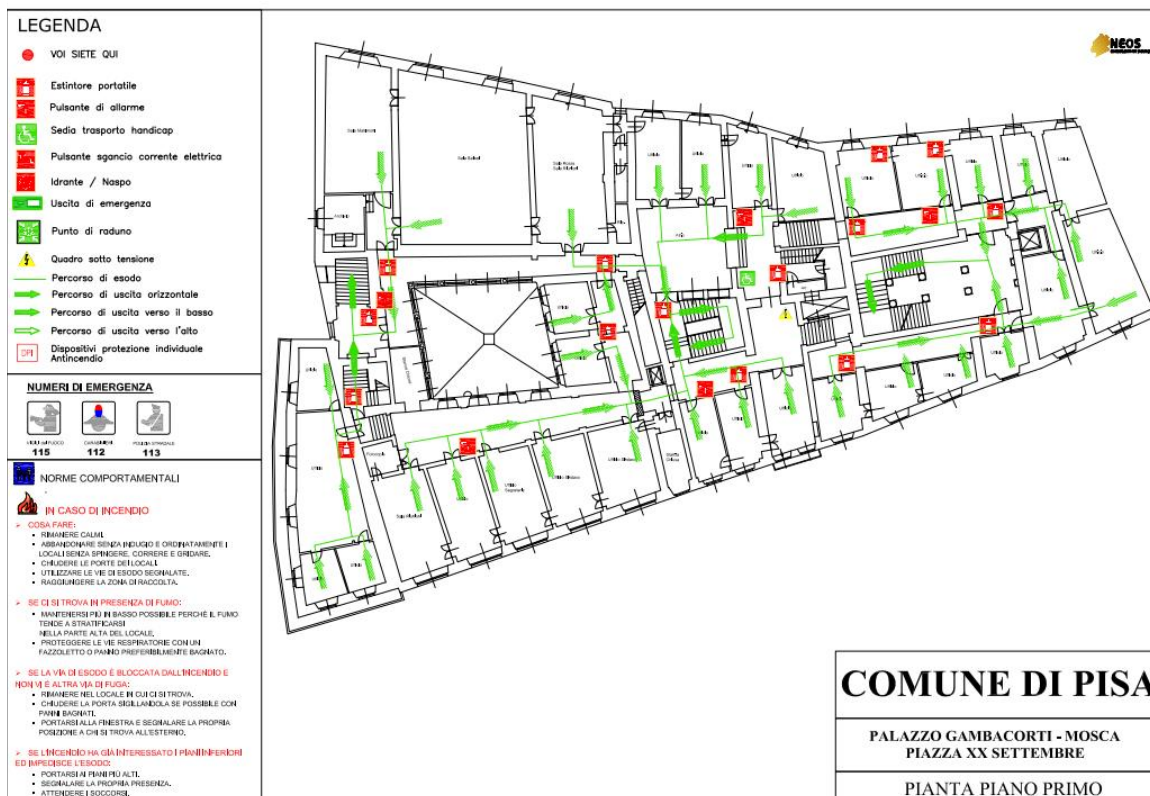 LEGENDA
VOI SIETE QUI
Estintore portatile
Pulsante di allarme
Sedia trasporto handicap
Pulsante sgancio corrente elettrica
Idrante / Naspo
Uscita di emergenza
Punto di raduno
Quadro sotto tensione
Percorso di esodo
Percorso di uscita orizzontale
Percorso di uscita verso il basso
Percorso di uscita verso l'alto
DPI
Dispositivi protezione individuale
Antincendio
NUMERI DI EMERGENZA
VIGILI del FUOCO
CARABINIERI
POLIZIA STRADALE
115
112
113
NORME COMPORTAMENTALI
IN CASO DI INCENDIO
COSA FARE:
RIMANERE CALMI.
ABBANDONARE SENZA INDUGIO E ORDINATAMENTE I
LOCALI SENZA SPINGERE, CORRERE E GRIDARE.
CHIUDERE LE PORTE DEI LOCALI.
UTILIZZARE LE VIE DI ESODO SEGNALATE.
RAGGIUNGERE LA ZONA DI RACCOLTA.
SE CI SI TROVA IN PRESENZA DI FUMO:
MANTENERSI PIÙ IN BASSO POSSIBILE PERCHÉ IL FUMO
TENDE A STRATIFICARSI
NELLA PARTE ALTA DEL LOCALE.
PROTEGGERE LE VIE RESPIRATORIE CON UN
FAZZOLETTO O PANNO PREFERIBILMENTE BAGNATO.
SE LA VIA DI ESODO È BLOCCATA DALL'INCENDIO E
NON VI È ALTRA VIA DI FUGA:
RIMANERE NEL LOCALE IN CUI CI SI TROVA.
CHIUDERE LA PORTA SIGILLANDOLA SE POSSIBILE CON
PANNI BAGNATI.
PORTARSI ALLA FINESTRA E SEGNALARE LA PROPRIA
POSIZIONE A CHI SI TROVA ALL'ESTERNO.
SE L'INCENDIO HA GIÀ INTERESSATO I PIANI INFERIORI
ED IMPEDISCE L'ESODO:
PORTARSI AI PIANI PIÙ ALTI.
SEGNALARE LA PROPRIA PRESENZA.
ATTENDERE I SOCCORSI.
NEOS
COMUNE DI PISA
PALAZZO GAMBACORTI - MOSCA
PIAZZA XX SETTEMBRE
PIANTA PIANO PRIMO